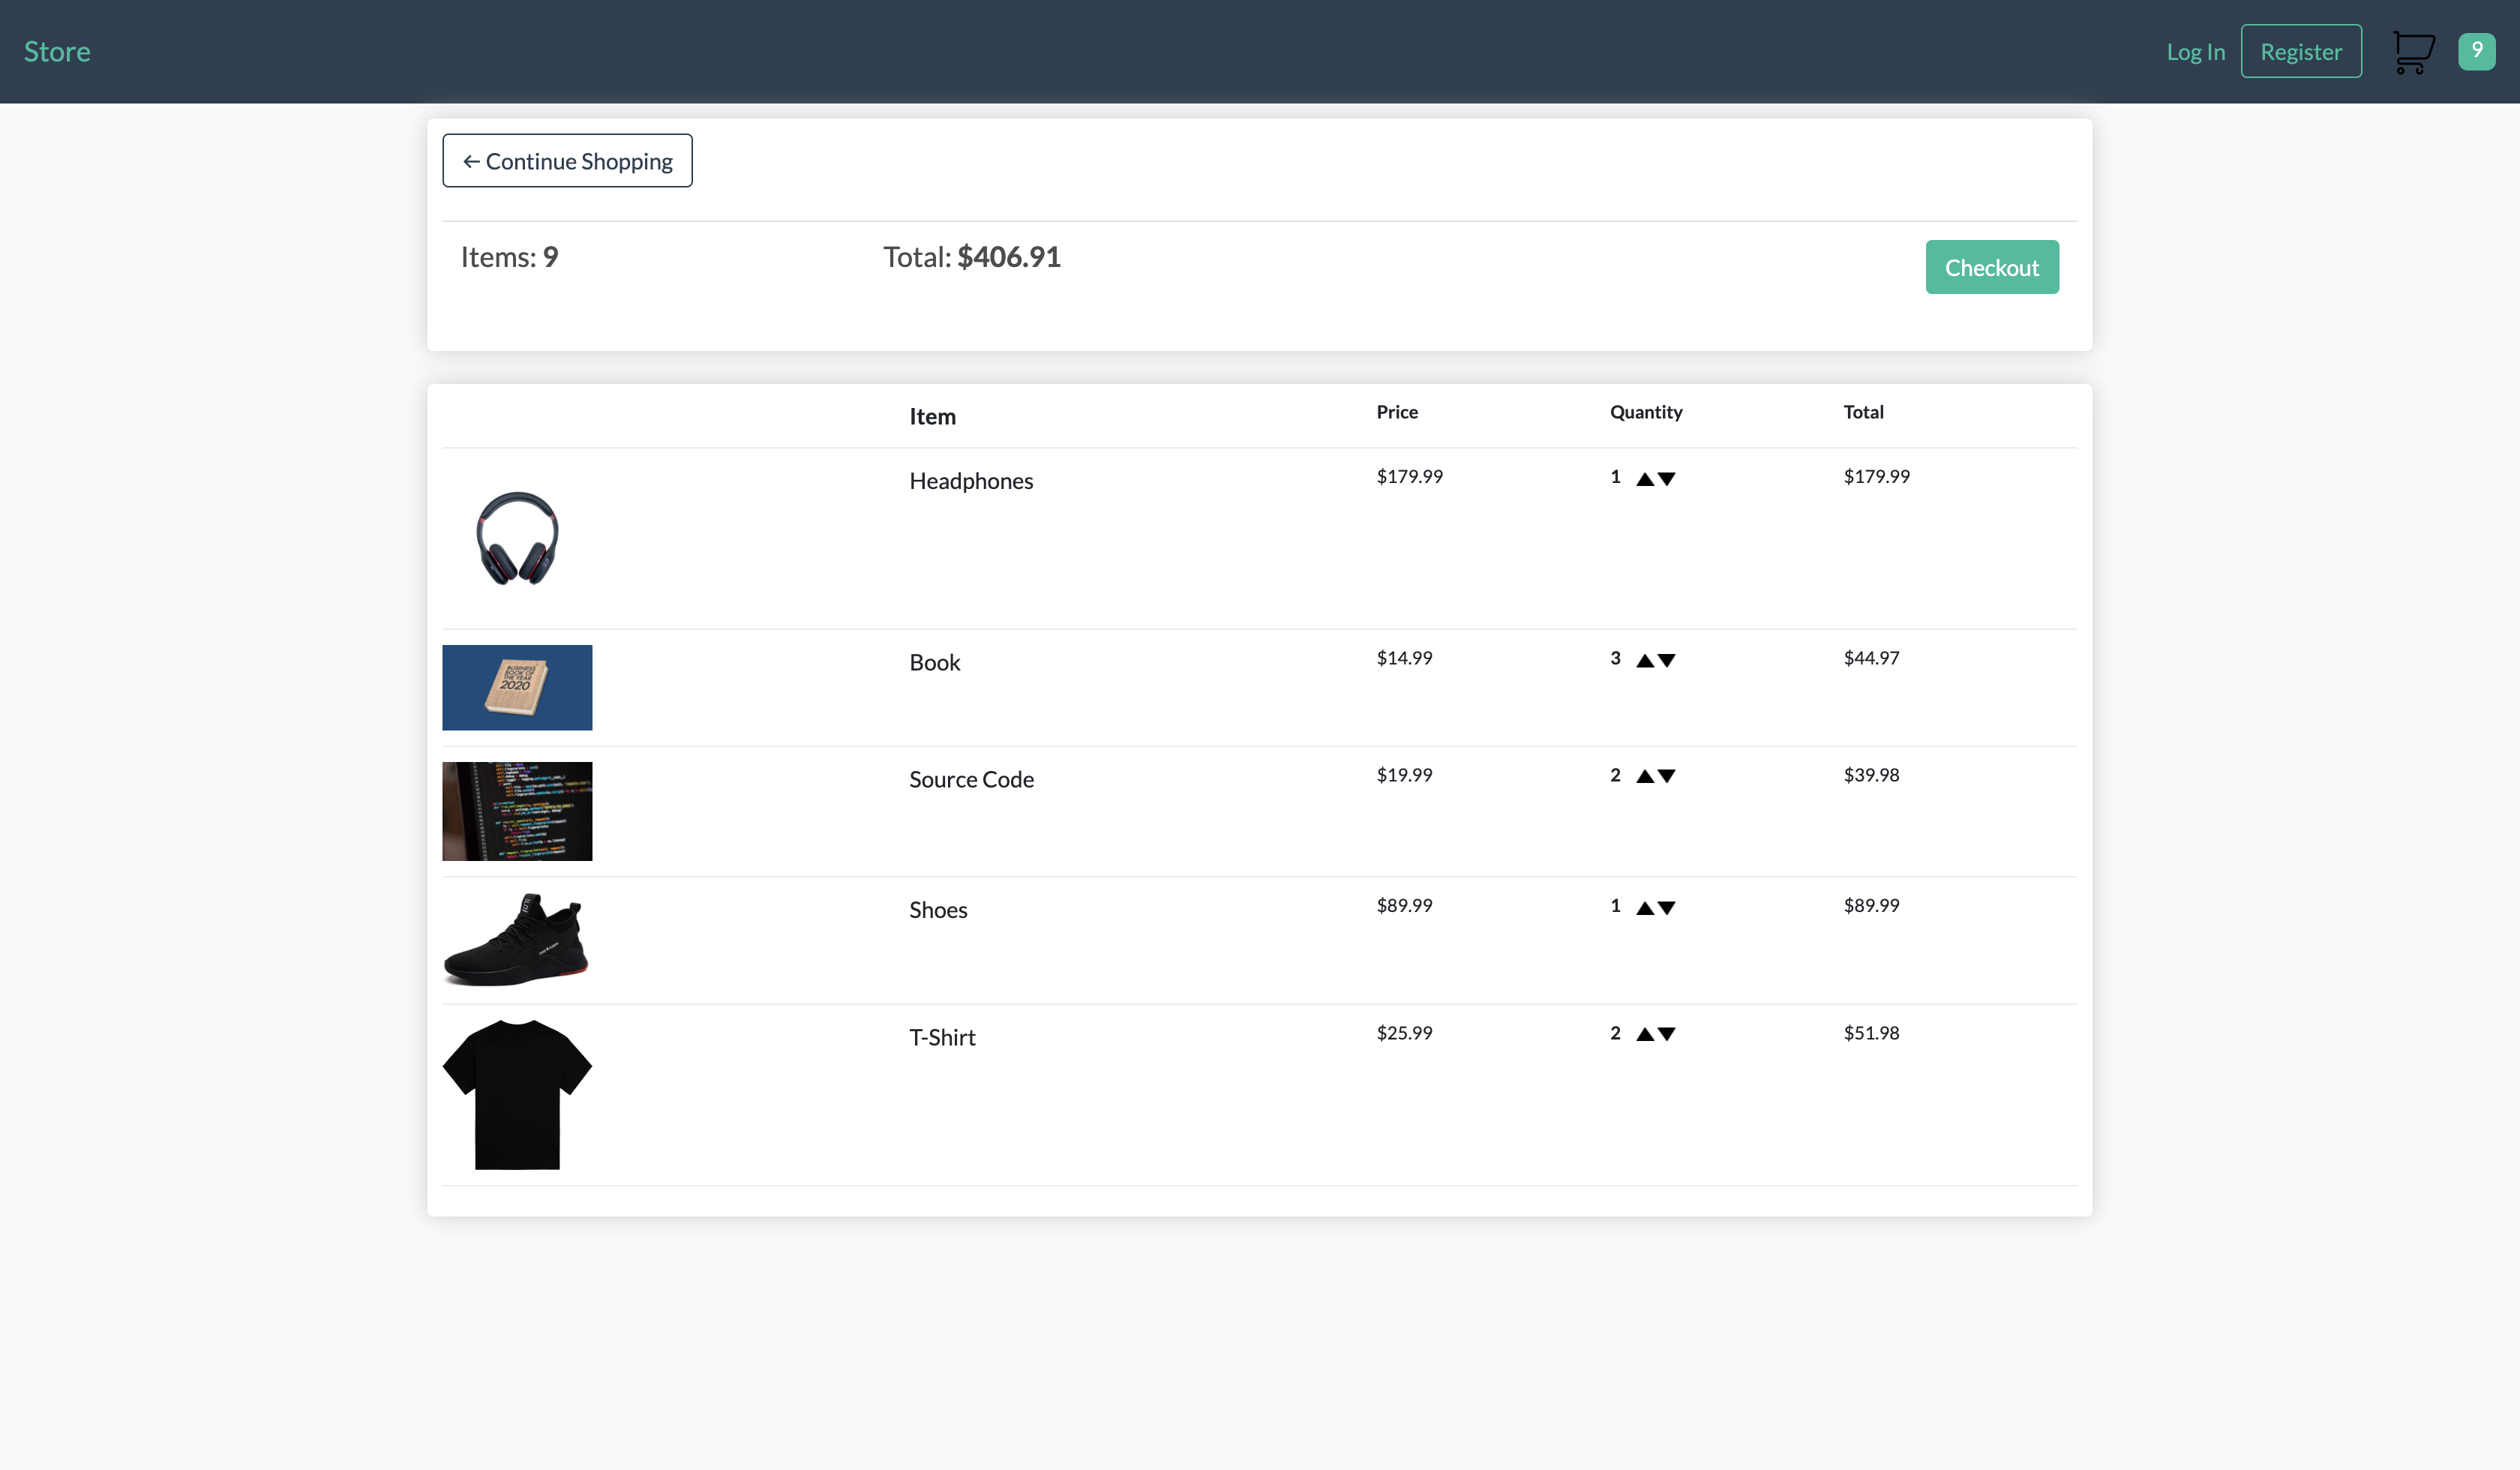 Store
Log In
Register
9
← Continue Shopping
Items: 9
Total: $406.91
Checkout
Item
Price
Quantity
Total
Headphones
$179.99
1
$179.99
BUSINESS
BOOK OF
THE YEAR
2020
Book
$14.99
3
$44.97
Source Code
$19.99
2
$39.98
Shoes
$89.99
1
$89.99
T-Shirt
$25.99
2
$51.98